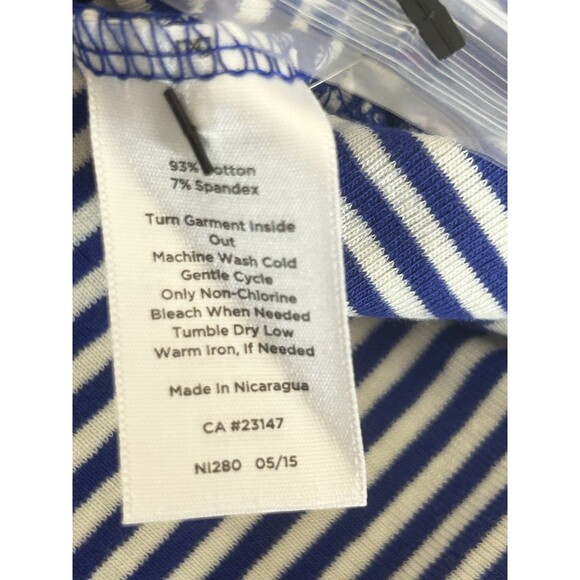 93% Cotton
7% Spandex
Turn Garment Inside
Out
Machine Wash Cold
Gentle Cycle
Only Non-Chlorine
Bleach When Needed
Tumble Dry Low
Warm Iron, If Needed
Made In Nicaragua
CA #23147
NI280 05/15